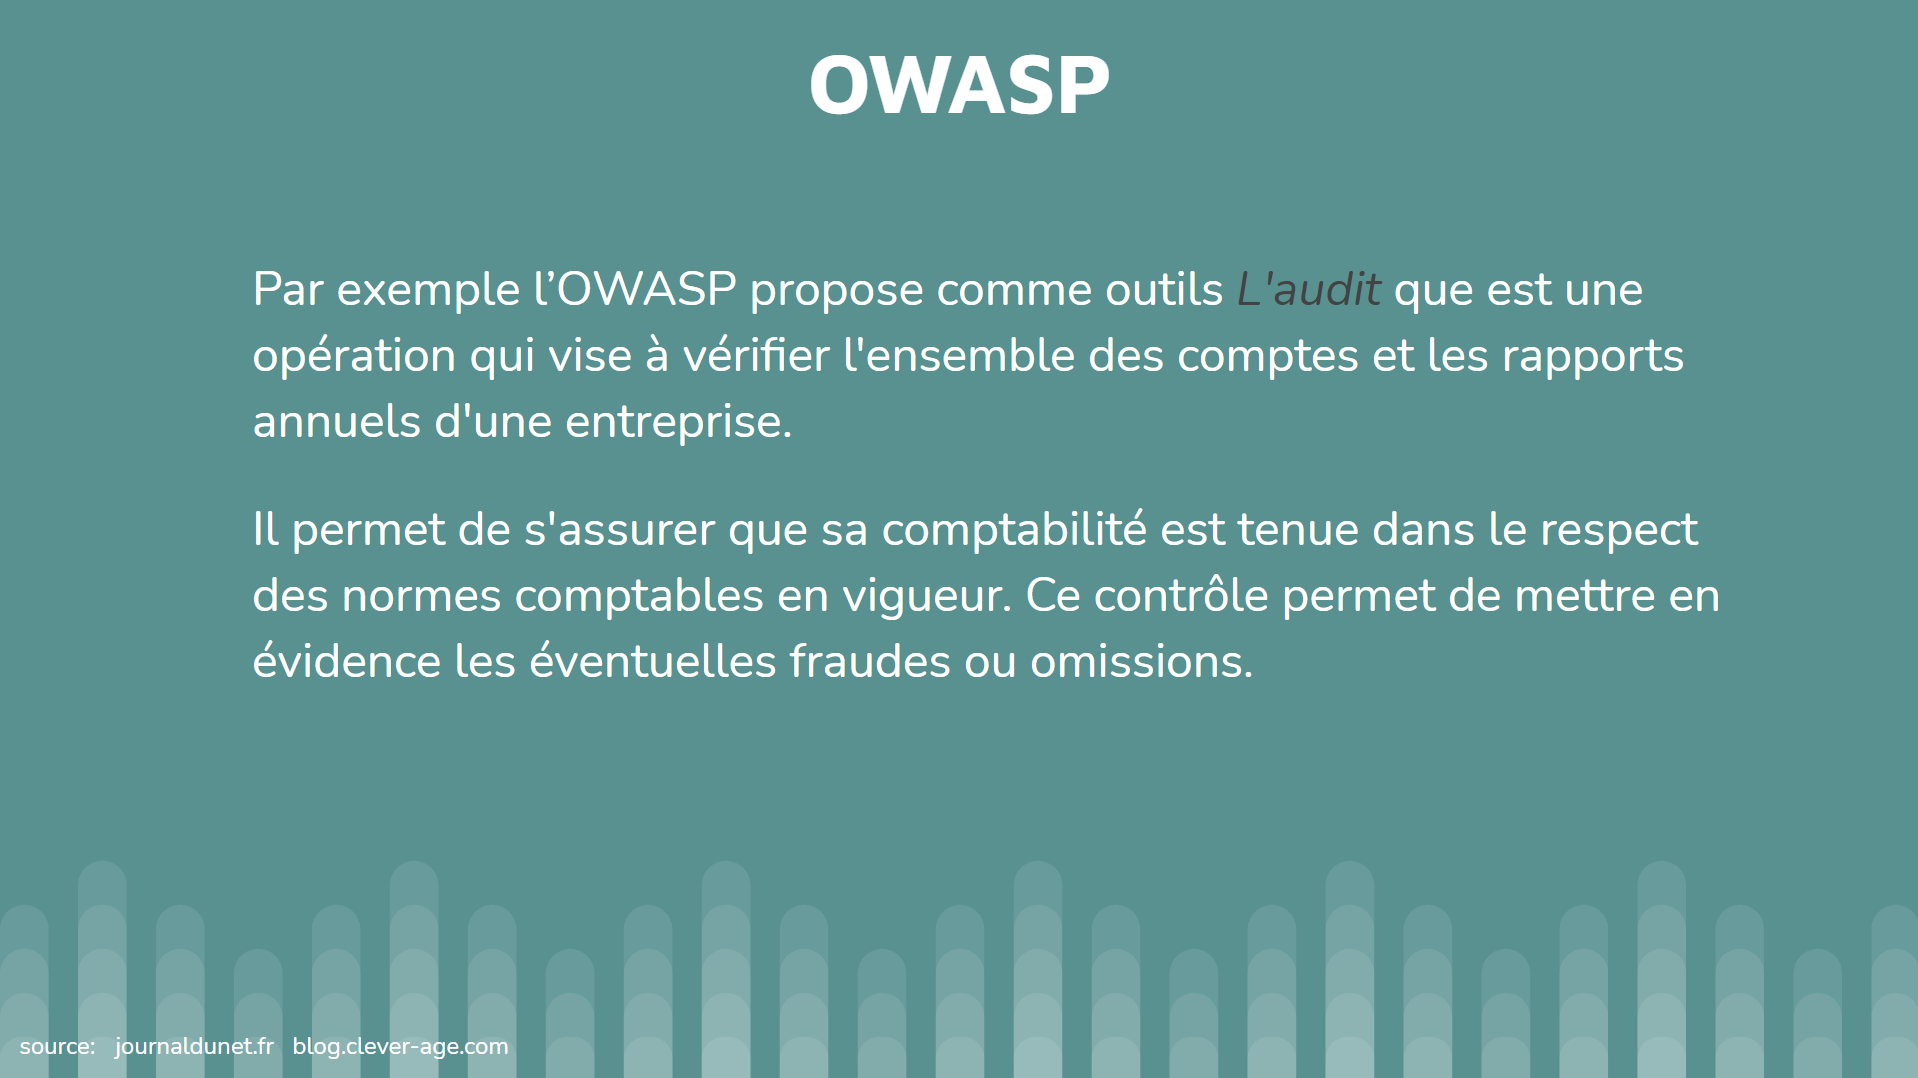 OWASP
Par exemple l’OWASP propose comme outils L'audit que est une
opération qui vise à vérifier l'ensemble des comptes et les rapports
annuels d'une entreprise.
Il permet de s'assurer que sa comptabilité est tenue dans le respect
des normes comptables en vigueur. Ce contrôle permet de mettre en
évidence les éventuelles fraudes ou omissions.
source: journaldunet.fr blog.clever-age.com